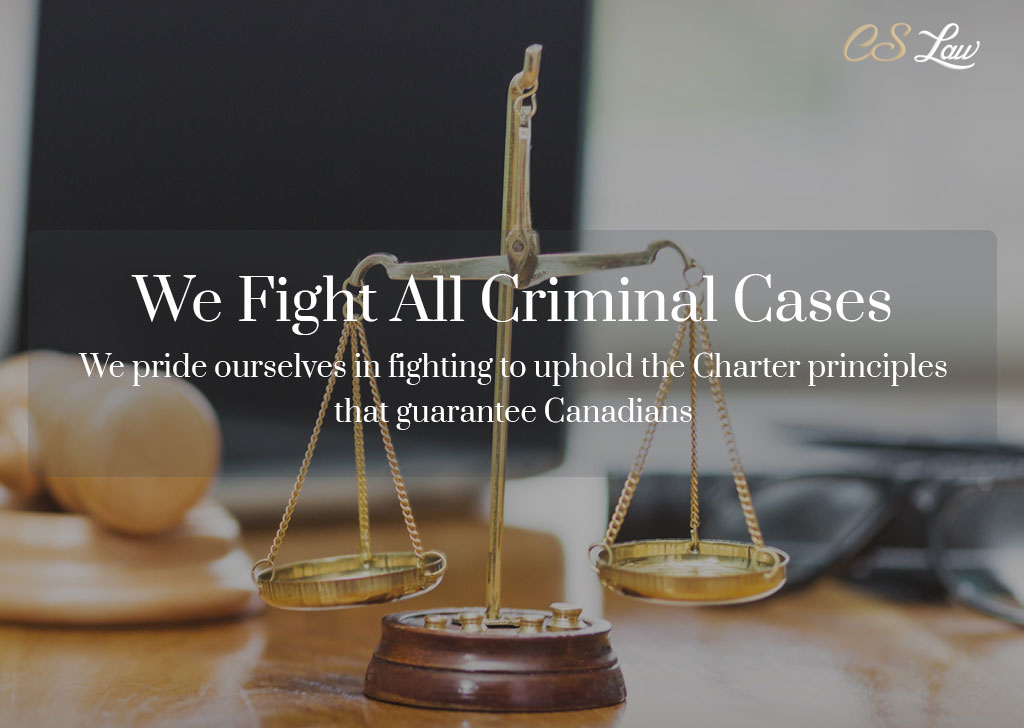 CS Law
We Fight All Criminal Cases
We pride ourselves in fighting to uphold the Charter principles
that guarantee Canadians